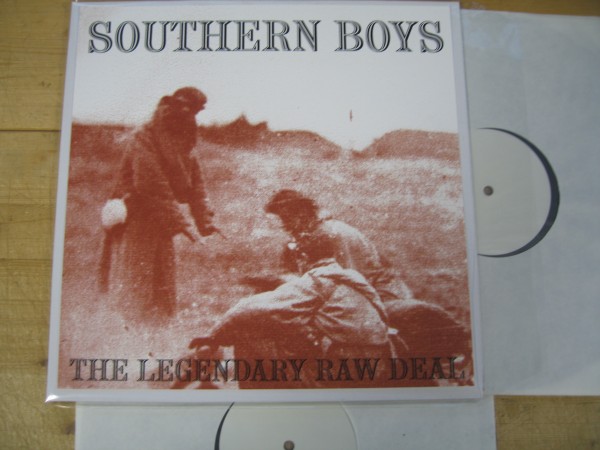 SOUTHERN BOYS
THE LEGENDARY RAW DEAL